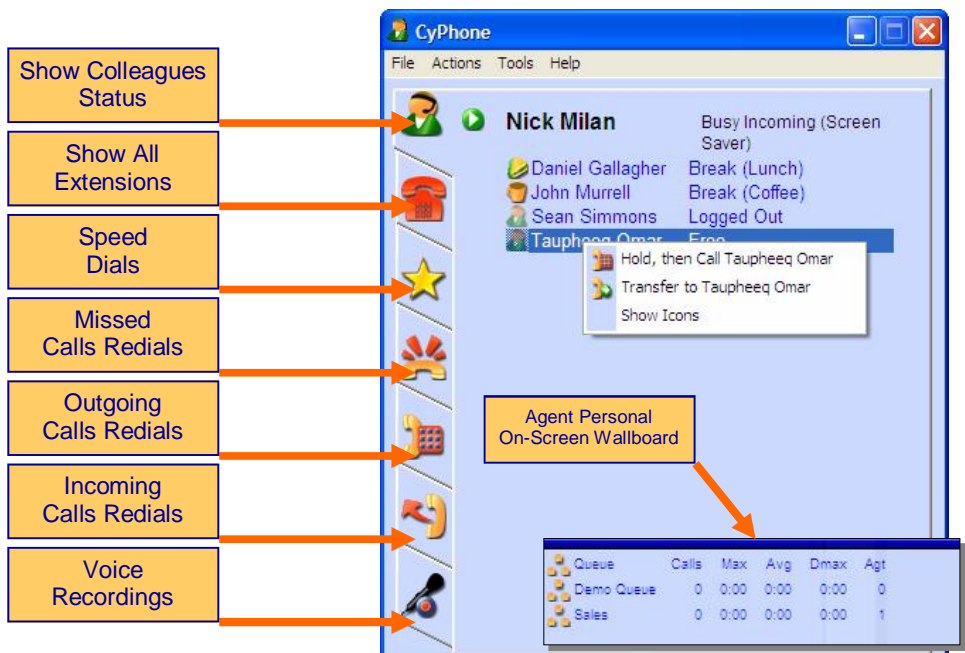 CyPhone
File Actions Tools Help
Show Colleagues
Status
Show All
Extensions
Speed
Dials
Missed
Calls Redials
Outgoing
Calls Redials
Incoming
Calls Redials
Voice
Recordings
Nick Milan Busy Incoming (Screen
Saver)
Daniel Gallagher Break (Lunch)
John Murrell Break (Coffee)
Sean Simmons Logged Out
Taupheeq Omar Free
Hold, then Call Taupheeq Omar
Transfer to Taupheeq Omar
Show Icons
Agent Personal
On-Screen Wallboard
Queue Calls Max Avg Dmax Agt
Demo Queue 0 0:00 0:00 0:00 0
Sales 0 0:00 0:00 0:00 1